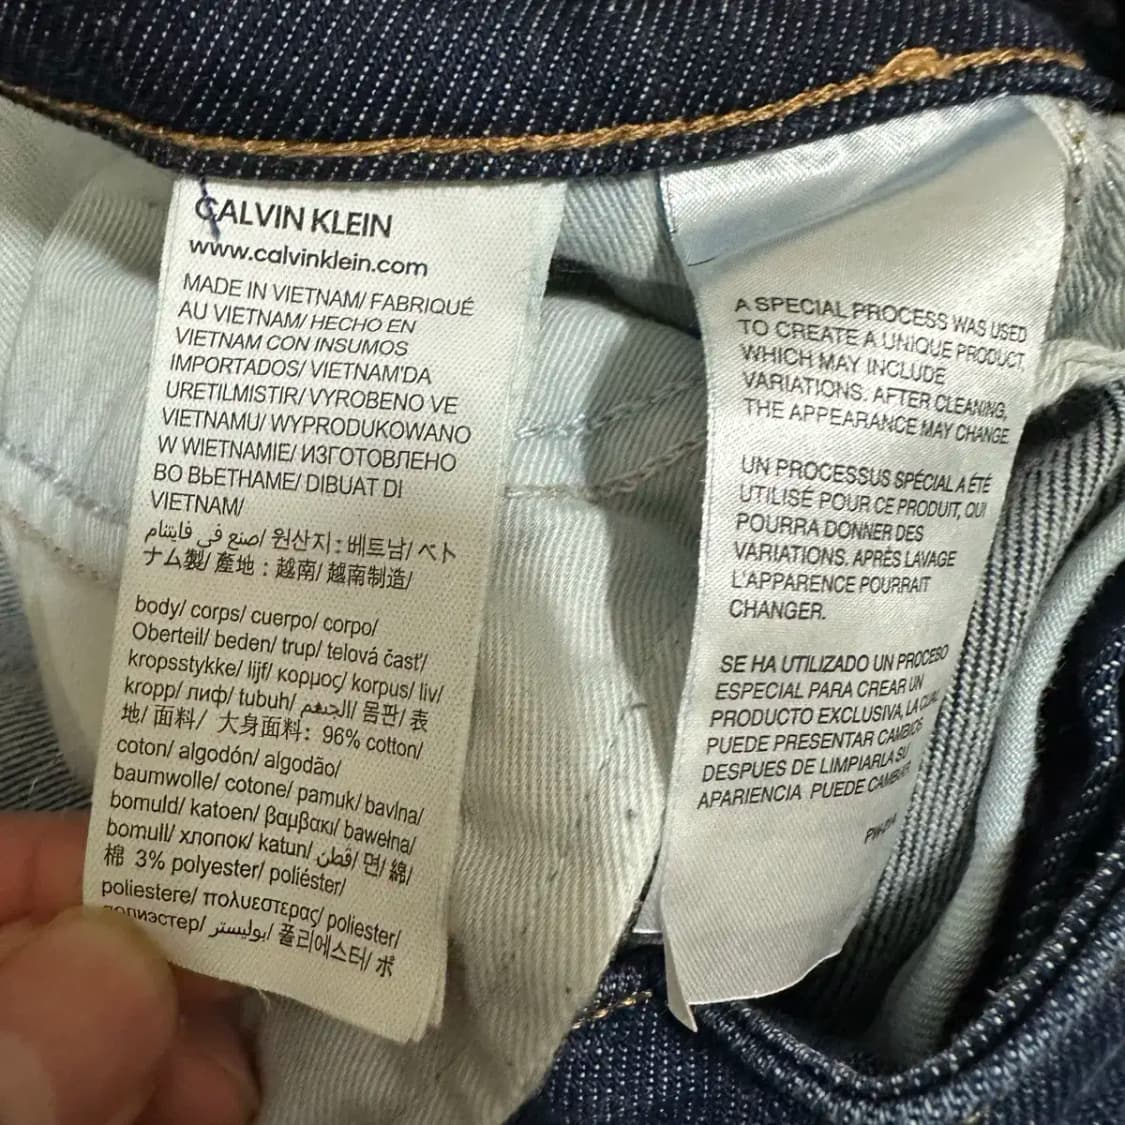 CALVIN KLEIN
www.calvinklein.com
MADE IN VIETNAM/ FABRIQUÉ
AU VIETNAM/ HECHO EN
VIETNAM CON INSUMOS
IMPORTADOS/ VIETNAM'DA
URETILMISTIR/ VYROBENO VE
VIETNAMU/ WYPRODUKOWANO
W WIETNAMIE/ ИЗГОТОВЛЕНО
ВО ВЬЕТНАМЕ/ DIBUAT DI
VIETNAM/
صنع في فايتنام/ 원산지: 베트남/ ベト
ナム製/ 產地：越南/ 越南制造/
body/ corps/ cuerpo/ corpo/
Oberteil/ beden/ trup/ telová časť/
kropsstykke/ lijf/ κορμος/ korpus/ liv/
kropp/ лиф/ tubuh/ الجسم/ 몸판/ 表
地/ 面料/ 大身面料: 96% cotton/
coton/ algodón/ algodão/
baumwolle/ cotone/ pamuk/ bavlna/
bomuld/ katoen/ βαμβακι/ bawełna/
bomull/ хлопок/ katun/ قطن/ 면/ 綿/
棉 3% polyester/ poliéster/
poliestere/ πολυεστερας/ poliester/
полиэстер/ بوليستر/ 폴리에스터/ ポ
A SPECIAL PROCESS WAS USED
TO CREATE A UNIQUE PRODUCT,
WHICH MAY INCLUDE
VARIATIONS. AFTER CLEANING,
THE APPEARANCE MAY CHANGE
UN PROCESSUS SPÉCIAL A ÉTÉ
UTILISÉ POUR CE PRODUIT, QUI
POURRA DONNER DES
VARIATIONS. APRÈS LAVAGE
L'APPARENCE POURRAIT
CHANGER.
SE HA UTILIZADO UN PROCESO
ESPECIAL PARA CREAR UN
PRODUCTO EXCLUSIVA, LA CUAL
PUEDE PRESENTAR CAMBIOS
DESPUES DE LIMPIARLA SU
APARIENCIA PUEDE CAMBIAR